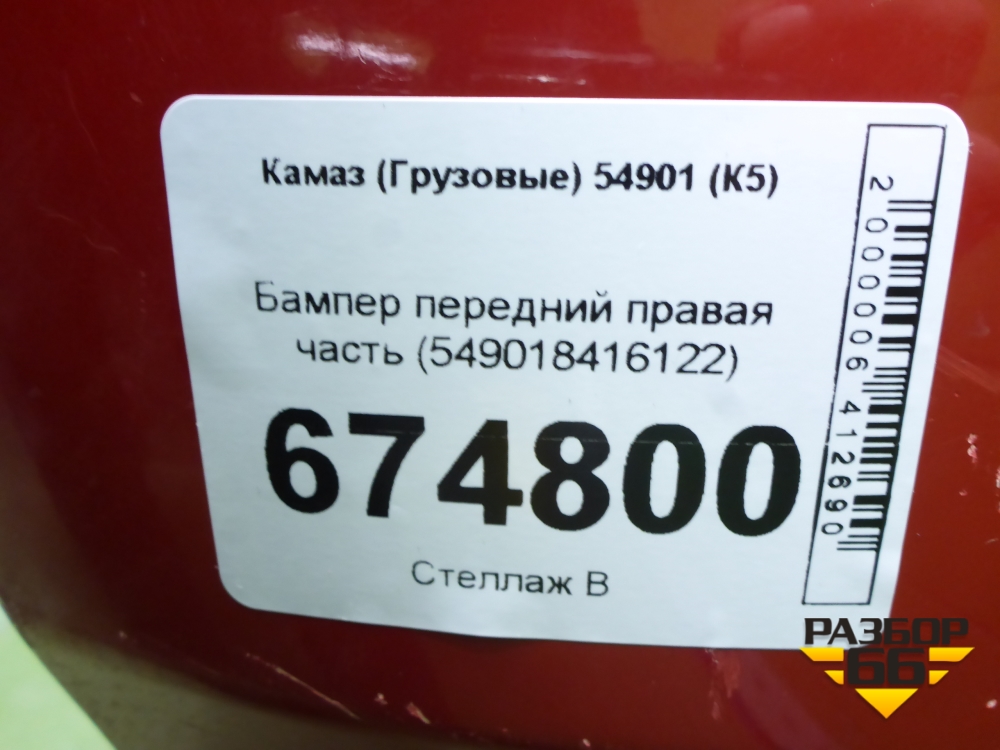 Камаз (Грузовые) 54901 (К5)
Бампер передний правая
часть (549018416122)
674800
Стеллаж В
2000006412690
РАЗБОР
66